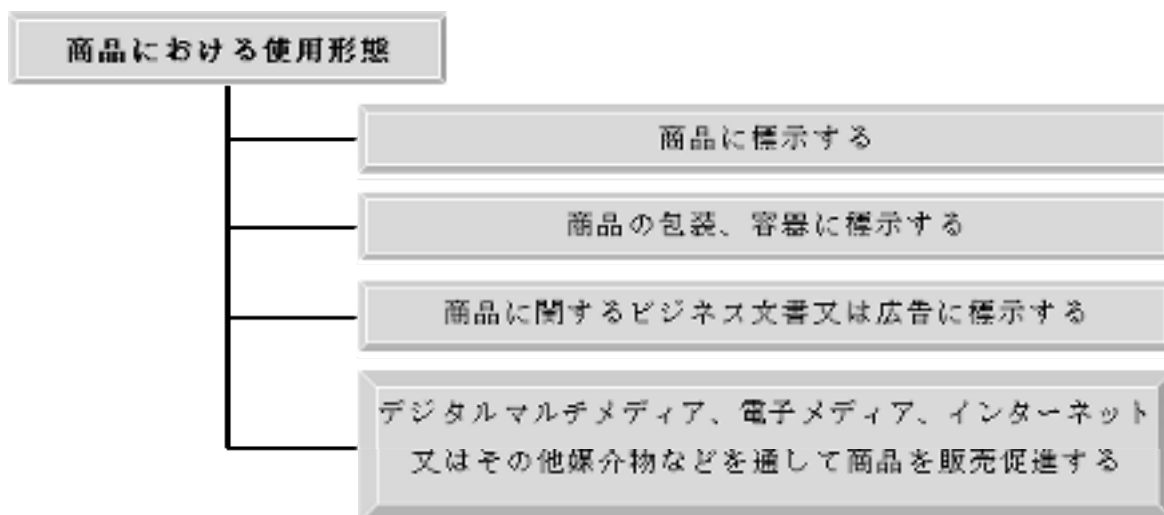 商品における使用形態
商品に標示する
商品の包装、容器に標示する
商品に関するビジネス文書又は広告に標示する
デジタルマルチメディア、電子メディア、インターネット
又はその他媒介物などを通して商品を販売促進する